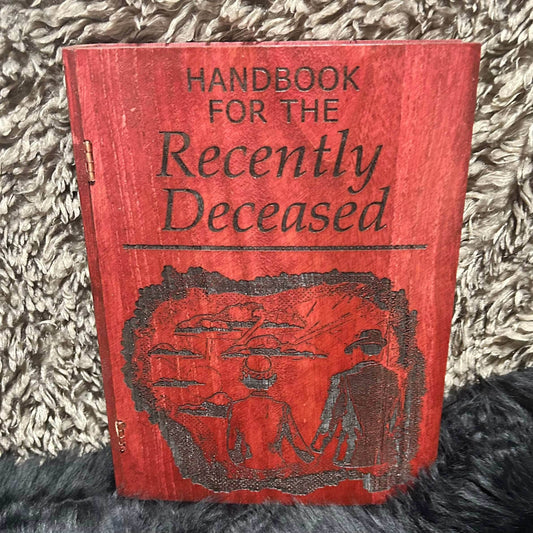 HANDBOOK
FOR THE
Recently
Deceased